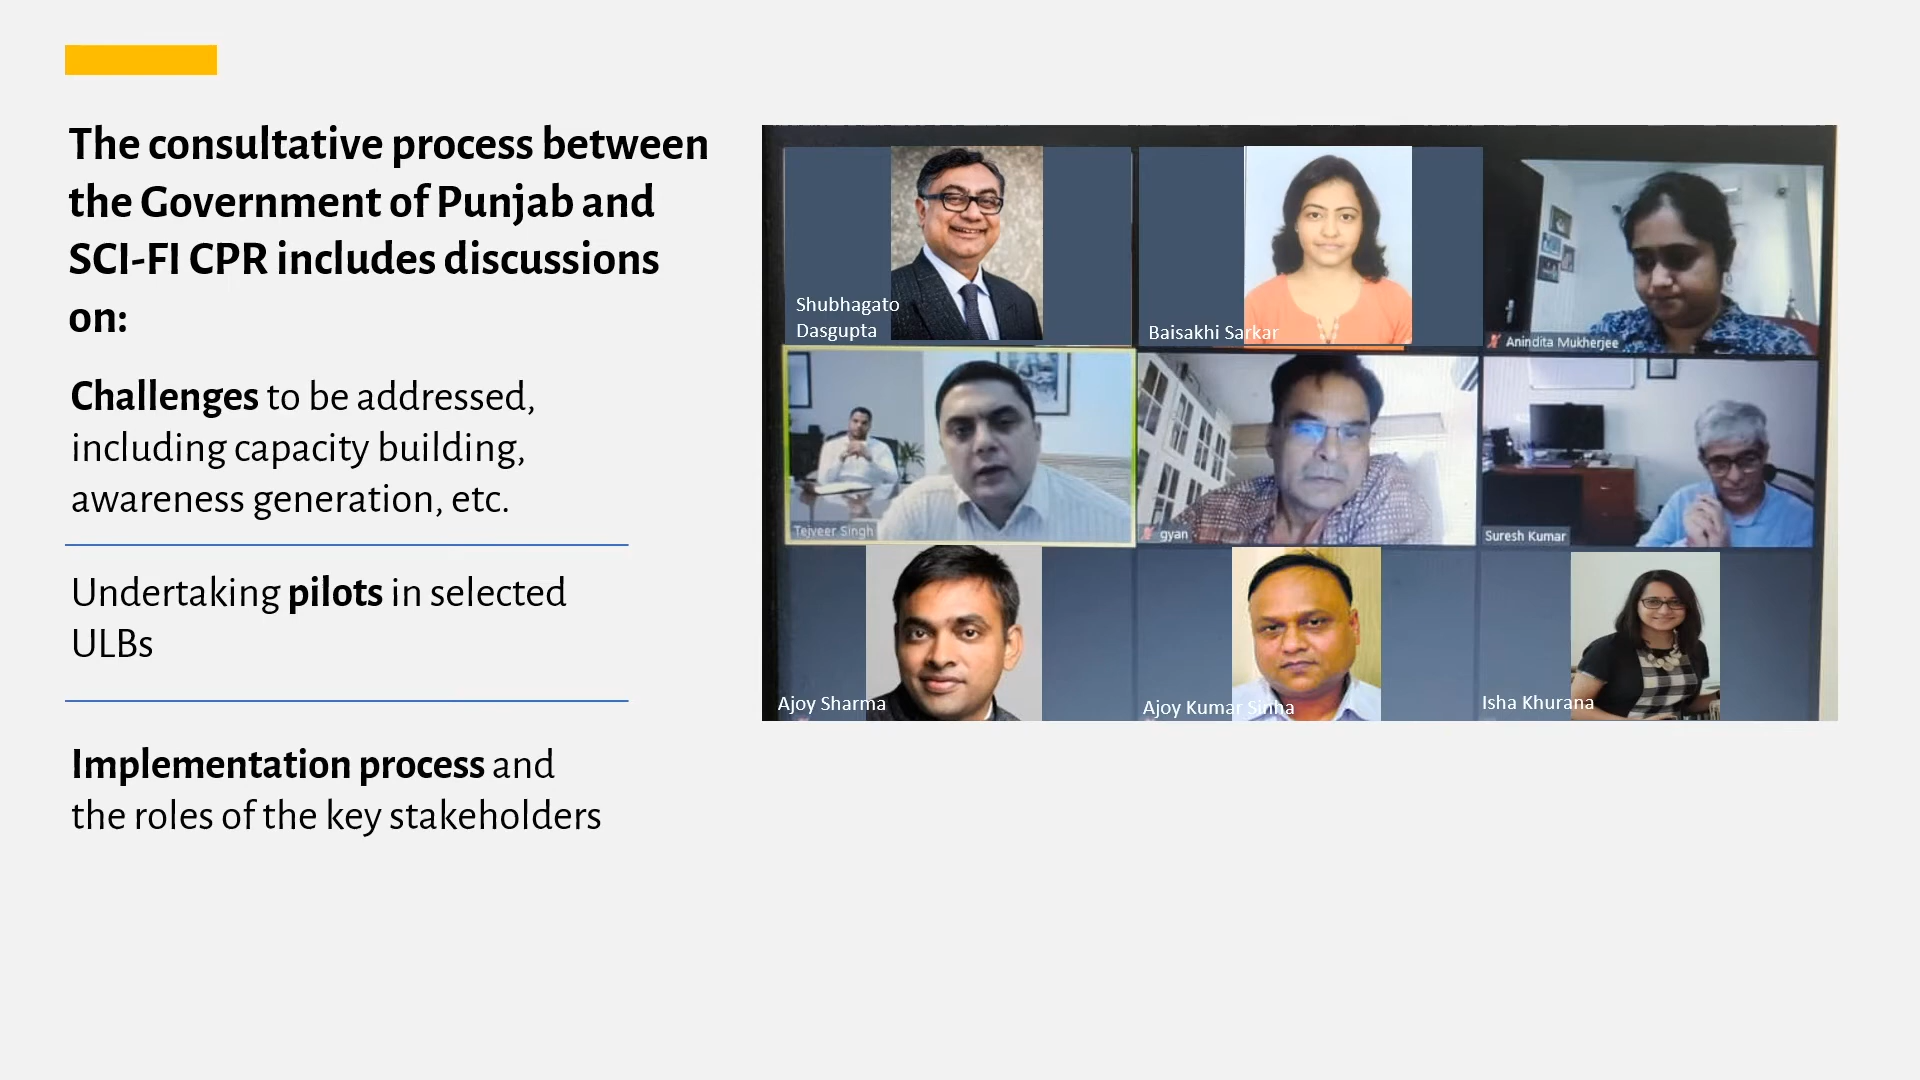 The consultative process between
the Government of Punjab and
SCI-FI CPR includes discussions
on:
Challenges to be addressed,
including capacity building,
awareness generation, etc.
Undertaking pilots in selected
ULBs
Implementation process and
the roles of the key stakeholders
Shubhagato
Dasgupta
Baisakhi Sarkar
Anindita Mukherjee
Tejveer Singh
gyan
Suresh Kumar
Ajoy Sharma
Ajoy Kumar Sinha
Isha Khurana